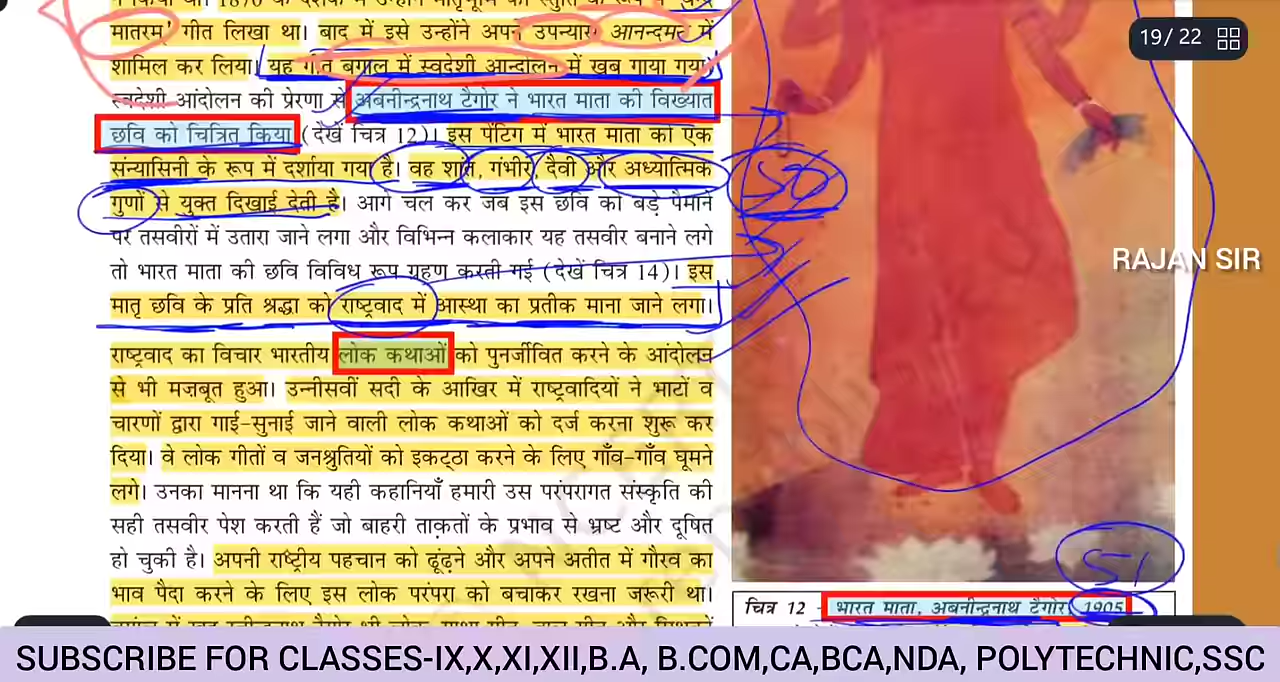 ने किया था। 1870 के दशक में उन्होंने मातृभूमि की स्तुति के रूप में 'वन्दे
मातरम्' गीत लिखा था। बाद में इसे उन्होंने अपने उपन्यास आनन्दमठ में
शामिल कर लिया। यह गीत बंगाल में स्वदेशी आन्दोलन में खूब गाया गया।
स्वदेशी आंदोलन की प्रेरणा से अबनीन्द्रनाथ टैगोर ने भारत माता की विख्यात
छवि को चित्रित किया (देखें चित्र 12)। इस पेंटिंग में भारत माता को एक
संन्यासिनी के रूप में दर्शाया गया है। वह शांत, गंभीर, दैवी और अध्यात्मिक
गुणों से युक्त दिखाई देती है। आगे चल कर जब इस छवि को बड़े पैमाने
पर तसवीरों में उतारा जाने लगा और विभिन्न कलाकार यह तसवीर बनाने लगे
तो भारत माता की छवि विविध रूप ग्रहण करती गई (देखें चित्र 14)। इस
मातृ छवि के प्रति श्रद्धा को राष्ट्रवाद में आस्था का प्रतीक माना जाने लगा।
राष्ट्रवाद का विचार भारतीय लोक कथाओं को पुनर्जीवित करने के आंदोलन
से भी मज़बूत हुआ। उन्नीसवीं सदी के आखिर में राष्ट्रवादियों ने भाटों व
चारणों द्वारा गाई-सुनाई जाने वाली लोक कथाओं को दर्ज करना शुरू कर
दिया। वे लोक गीतों व जनश्रुतियों को इकट्ठा करने के लिए गाँव-गाँव घूमने
लगे। उनका मानना था कि यही कहानियाँ हमारी उस परंपरागत संस्कृति की
सही तसवीर पेश करती हैं जो बाहरी ताक़तों के प्रभाव से भ्रष्ट और दूषित
हो चुकी है। अपनी राष्ट्रीय पहचान को ढूंढ़ने और अपने अतीत में गौरव का
भाव पैदा करने के लिए इस लोक परंपरा को बचाकर रखना जरूरी था।
19/22
50
RAJAN SIR
51
चित्र 12 - भारत माता, अबनीन्द्रनाथ टैगोर, 1905
SUBSCRIBE FOR CLASSES-IX,X,XI,XII,B.A, B.COM,CA,BCA,NDA, POLYTECHNIC,SSC